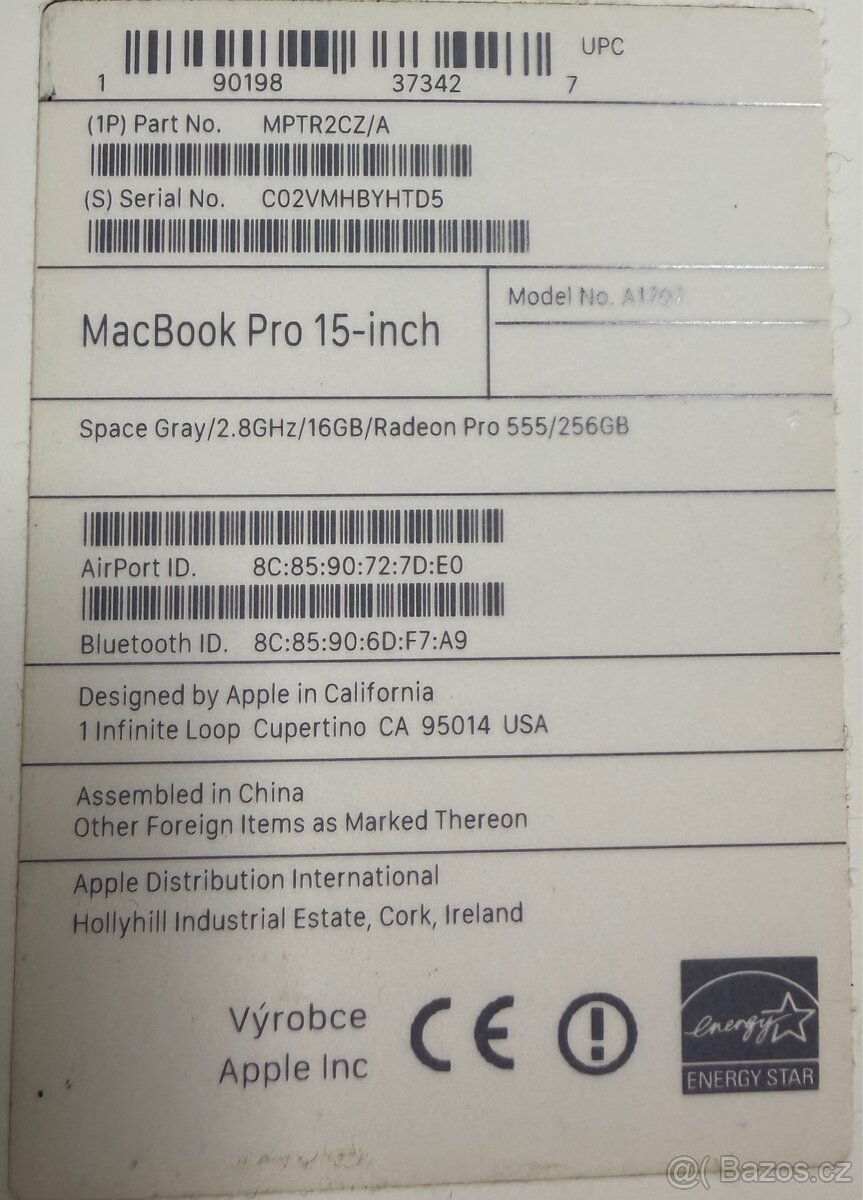 UPC
1 90198 37342 7
(1P) Part No. MPTR2CZ/A
(S) Serial No. C02VMHBYHTD5
MacBook Pro 15-inch
Model No. A1707
Space Gray/2.8GHz/16GB/Radeon Pro 555/256GB
AirPort ID. 8C:85:90:72:7D:E0
Bluetooth ID. 8C:85:90:6D:F7:A9
Designed by Apple in California
1 Infinite Loop Cupertino CA 95014 USA
Assembled in China
Other Foreign Items as Marked Thereon
Apple Distribution International
Hollyhill Industrial Estate, Cork, Ireland
Výrobce
Apple Inc
CE
energy
ENERGY STAR
@( Bazos.cz